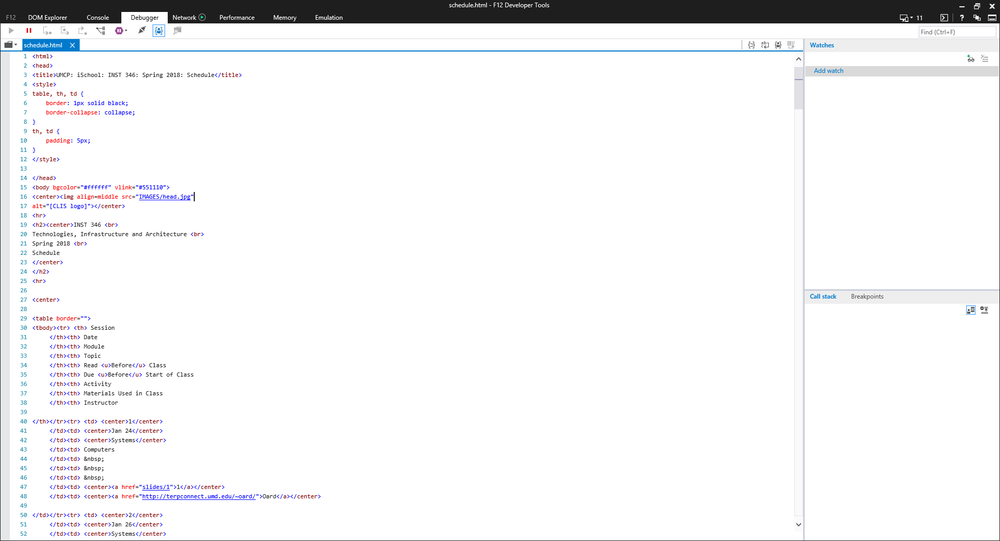 schedule.html - F12 Developer Tools
F12 DOM Explorer Console Debugger Network Performance Memory Emulation 11 ?
Find (Ctrl+F)
schedule.html
Watches
Add watch
1 <html>
2 <head>
3 <title>UMCP: iSchool: INST 346: Spring 2018: Schedule</title>
4 <style>
5 table, th, td {
6 border: 1px solid black;
7 border-collapse: collapse;
8 }
9 th, td {
10 padding: 5px;
11 }
12 </style>
13
14 </head>
15 <body bgcolor="#ffffff" vlink="#551110">
16 <center><img align=middle src="IMAGES/head.jpg"
17 alt="[CLIS logo]"></center>
18 <hr>
19 <h2><center>INST 346 <br>
20 Technologies, Infrastructure and Architecture <br>
21 Spring 2018 <br>
22 Schedule
23 </center>
24 </h2>
25 <hr>
26
27 <center>
28
29 <table border="">
30 <tbody><tr> <th> Session
31 </th><th> Date
32 </th><th> Module
33 </th><th> Topic
34 </th><th> Read <u>Before</u> Class
35 </th><th> Due <u>Before</u> Start of Class
36 </th><th> Activity
37 </th><th> Materials Used in Class
38 </th><th> Instructor
39
40 </th></tr><tr> <td> <center>1</center>
41 </td><td> <center>Jan 24</center>
42 </td><td> <center>Systems</center>
43 </td><td> Computers
44 </td><td> &nbsp;
45 </td><td> &nbsp;
46 </td><td> &nbsp;
47 </td><td> <center><a href="slides/1">1</a></center>
48 </td><td> <center><a href="http://terpconnect.umd.edu/~oard/">Oard</a></center>
49
50 </td></tr><tr> <td> <center>2</center>
51 </td><td> <center>Jan 26</center>
52 </td><td> <center>Systems</center>
Call stack Breakpoints